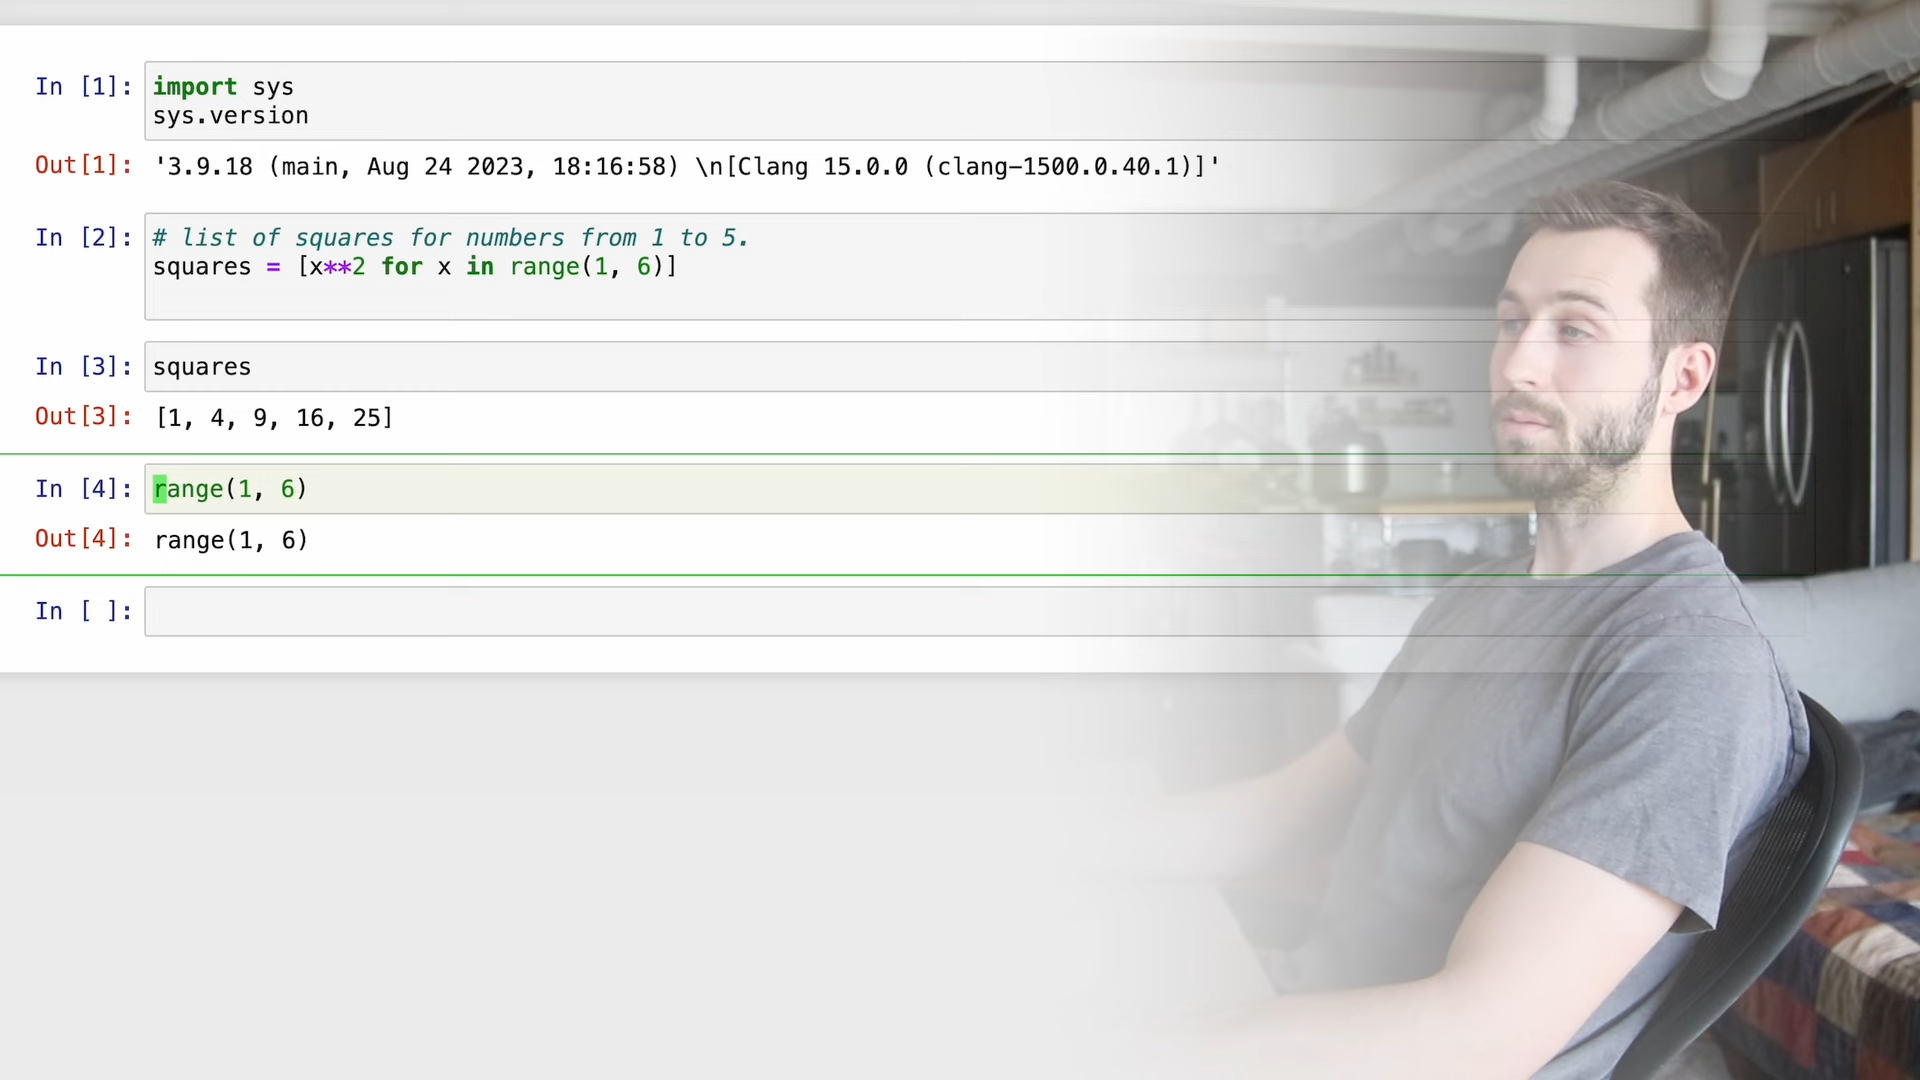 In [1]: import sys
sys.version
Out[1]: '3.9.18 (main, Aug 24 2023, 18:16:58) \n[Clang 15.0.0 (clang-1500.0.40.1)]'
In [2]: # list of squares for numbers from 1 to 5.
squares = [x**2 for x in range(1, 6)]
In [3]: squares
Out[3]: [1, 4, 9, 16, 25]
In [4]: range(1, 6)
Out[4]: range(1, 6)
In [ ]: